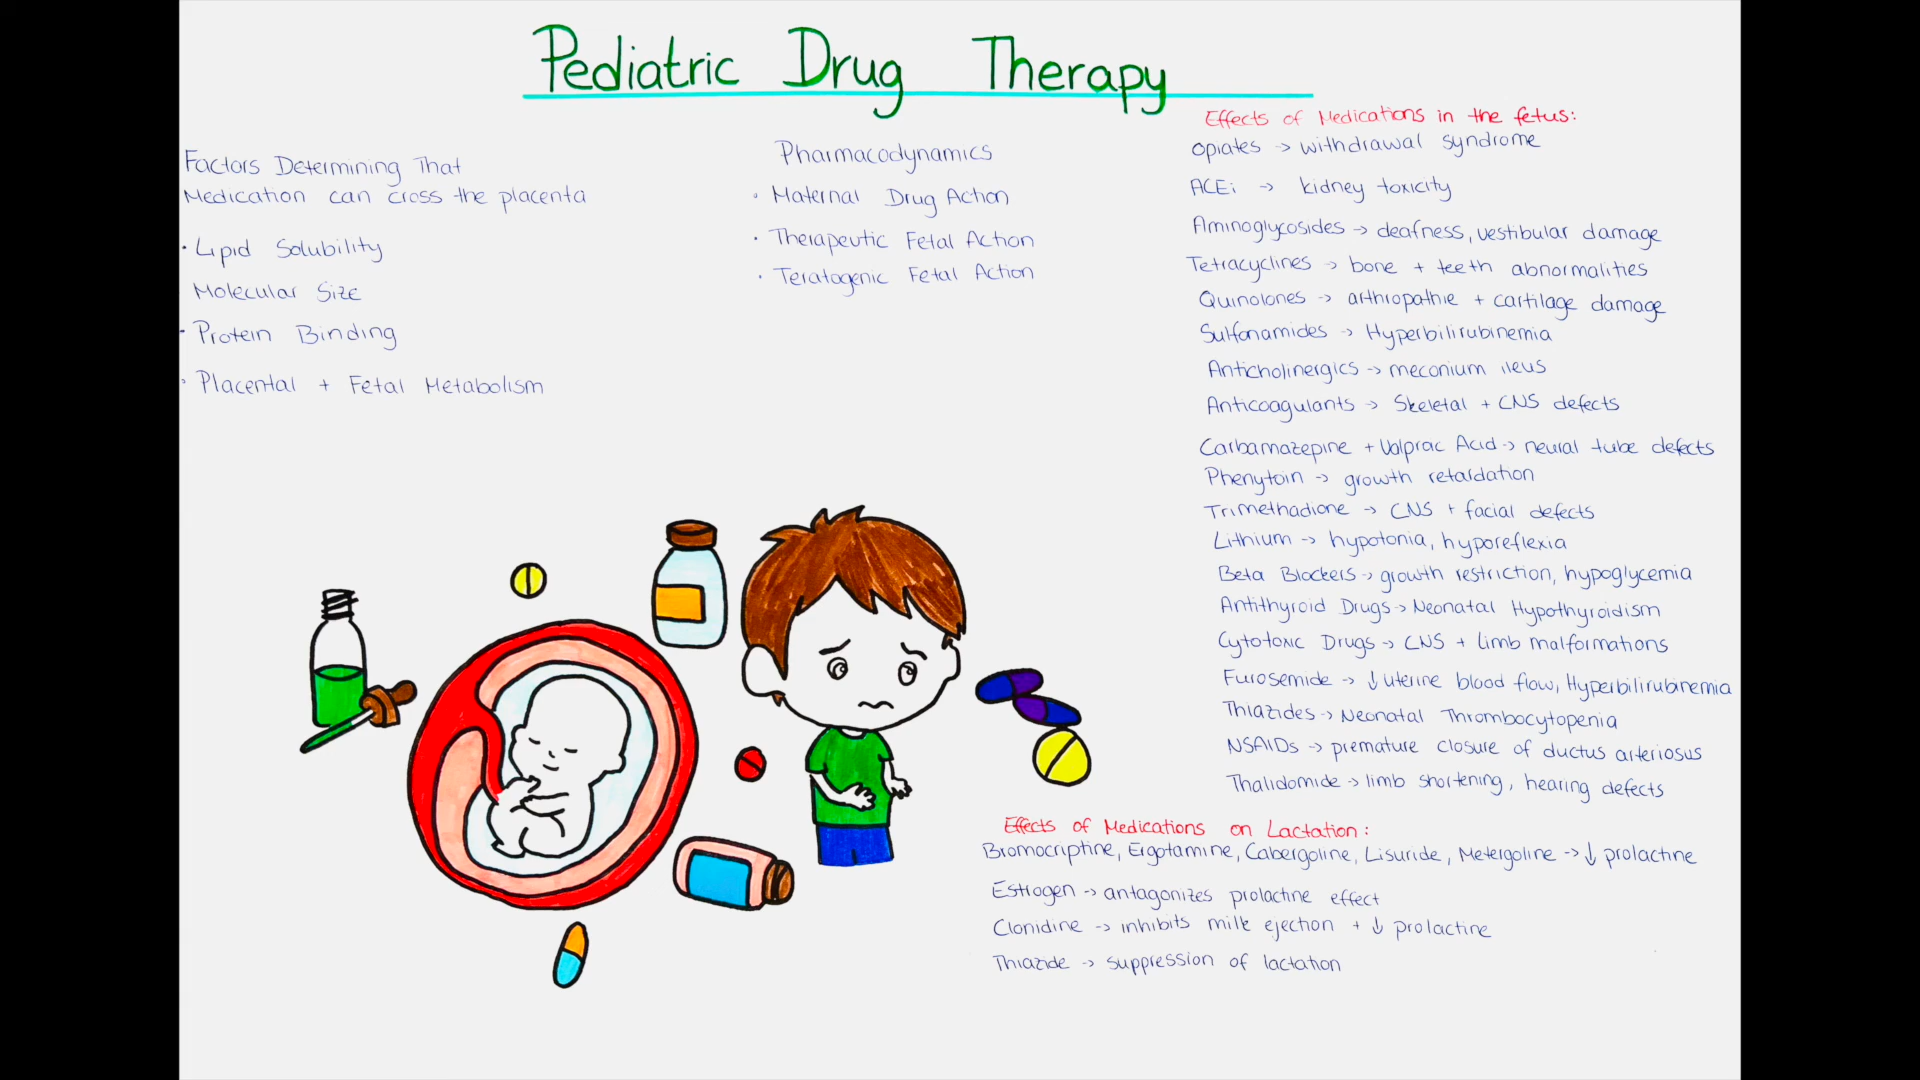 Pediatric Drug Therapy
Factors Determining That
Medication can cross the placenta
· Lipid Solubility
Molecular Size
· Protein Binding
· Placental + Fetal Metabolism
Pharmacodynamics
· Maternal Drug Action
· Therapeutic Fetal Action
· Teratogenic Fetal Action
Effects of Medications in the fetus:
Opiates → withdrawal syndrome
ACEi → kidney toxicity
Aminoglycosides → deafness, vestibular damage
Tetracyclines → bone + teeth abnormalities
Quinolones → arthropathie + cartilage damage
Sulfonamides → Hyperbilirubinemia
Anticholinergics → meconium ileus
Anticoagulants → Skeletal + CNS defects
Carbamazepine + Valprac Acid → neural tube defects
Phenytoin → growth retardation
Trimethadione → CNS + facial defects
Lithium → hypotonia, hyporeflexia
Beta Blockers → growth restriction, hypoglycemia
Antithyroid Drugs → Neonatal Hypothyroidism
Cytotoxic Drugs → CNS + limb malformations
Furosemide → ↓ uterine blood flow, Hyperbilirubinemia
Thiazides → Neonatal Thrombocytopenia
NSAIDs → premature closure of ductus arteriosus
Thalidomide → limb shortening, hearing defects
Effects of Medications on Lactation:
Bromocriptine, Ergotamine, Cabergoline, Lisuride, Metergoline → ↓ prolactine
Estrogen → antagonizes prolactine effect
Clonidine → inhibits milk ejection + ↓ prolactine
Thiazide → suppression of lactation